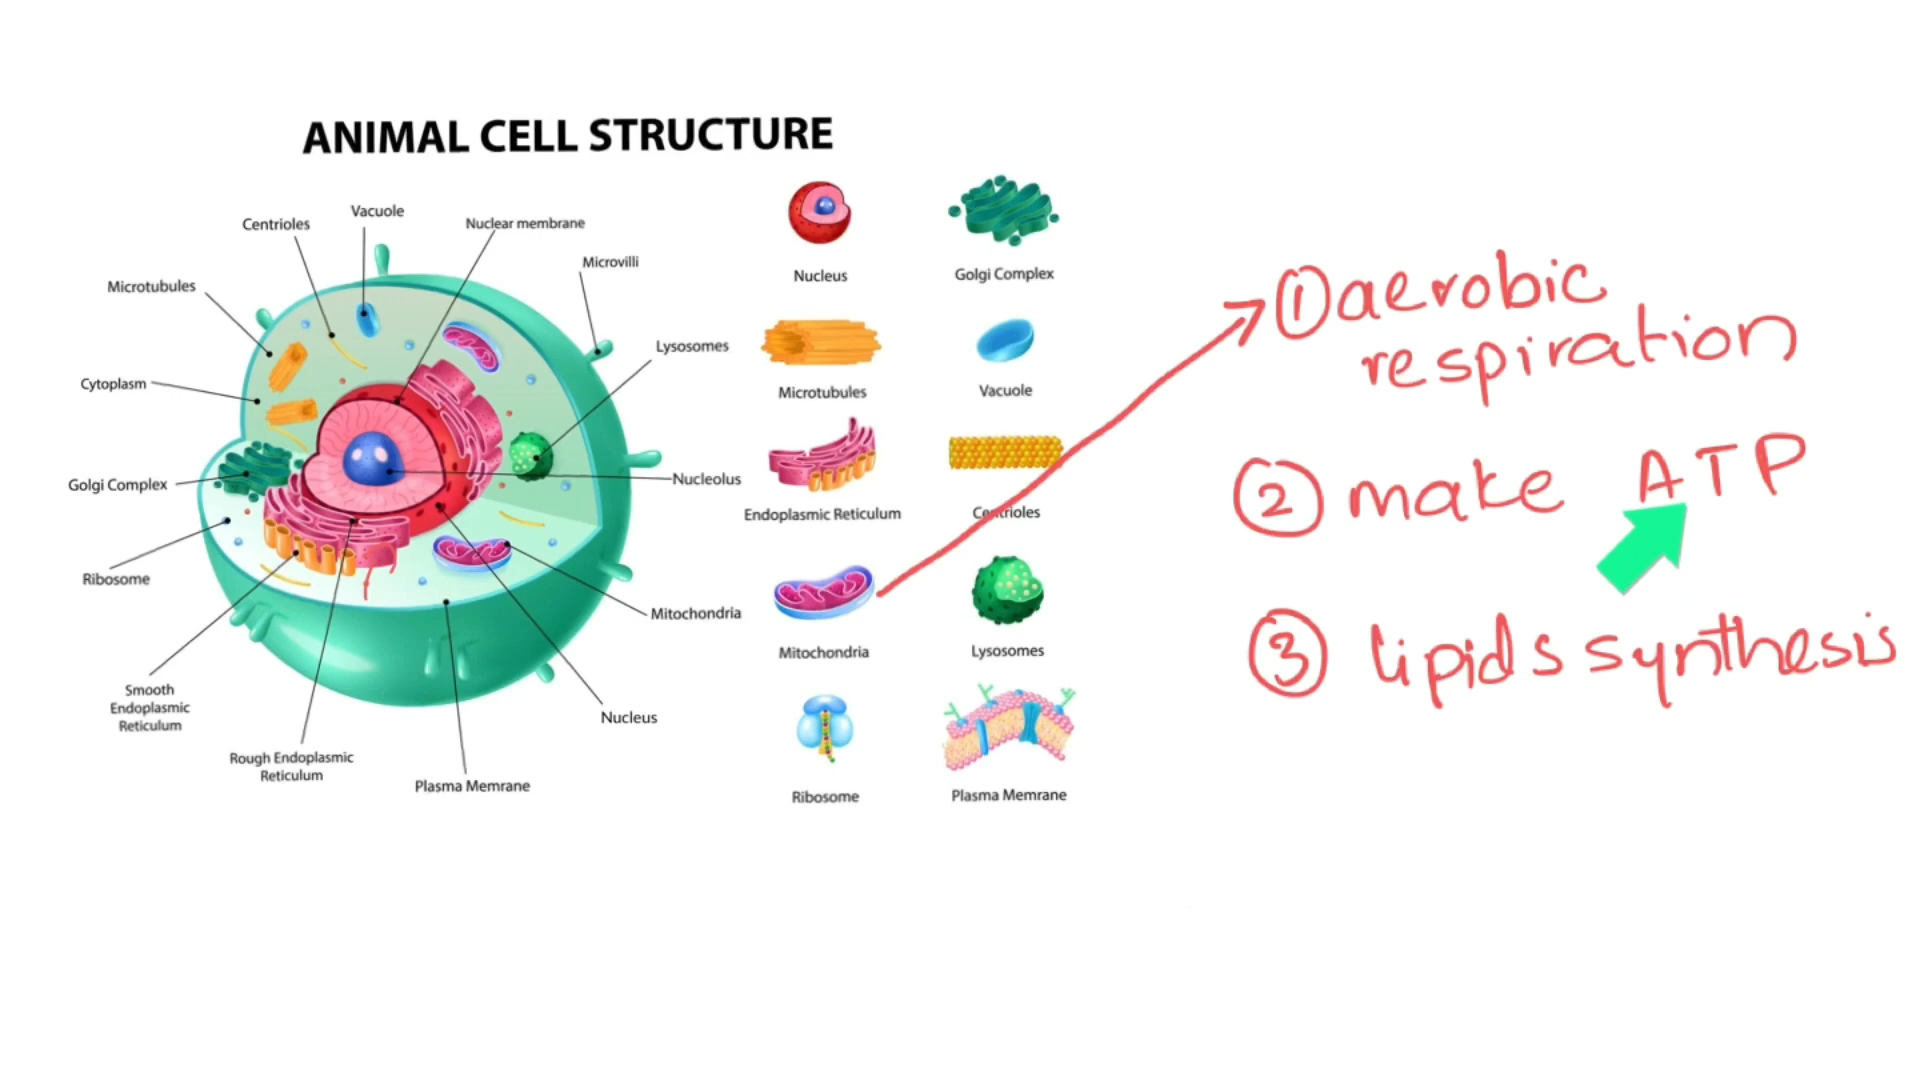 ANIMAL CELL STRUCTURE
Vacuole
Centrioles
Nuclear membrane
Microvilli
Microtubules
Lysosomes
Cytoplasm
Golgi Complex
Nucleolus
Ribosome
Mitochondria
Smooth
Endoplasmic
Reticulum
Nucleus
Rough Endoplasmic
Reticulum
Plasma Memrane
Nucleus
Golgi Complex
Microtubules
Vacuole
Endoplasmic Reticulum
Centrioles
Mitochondria
Lysosomes
Ribosome
Plasma Memrane
① aerobic
respiration
② make ATP
③ lipids synthesis